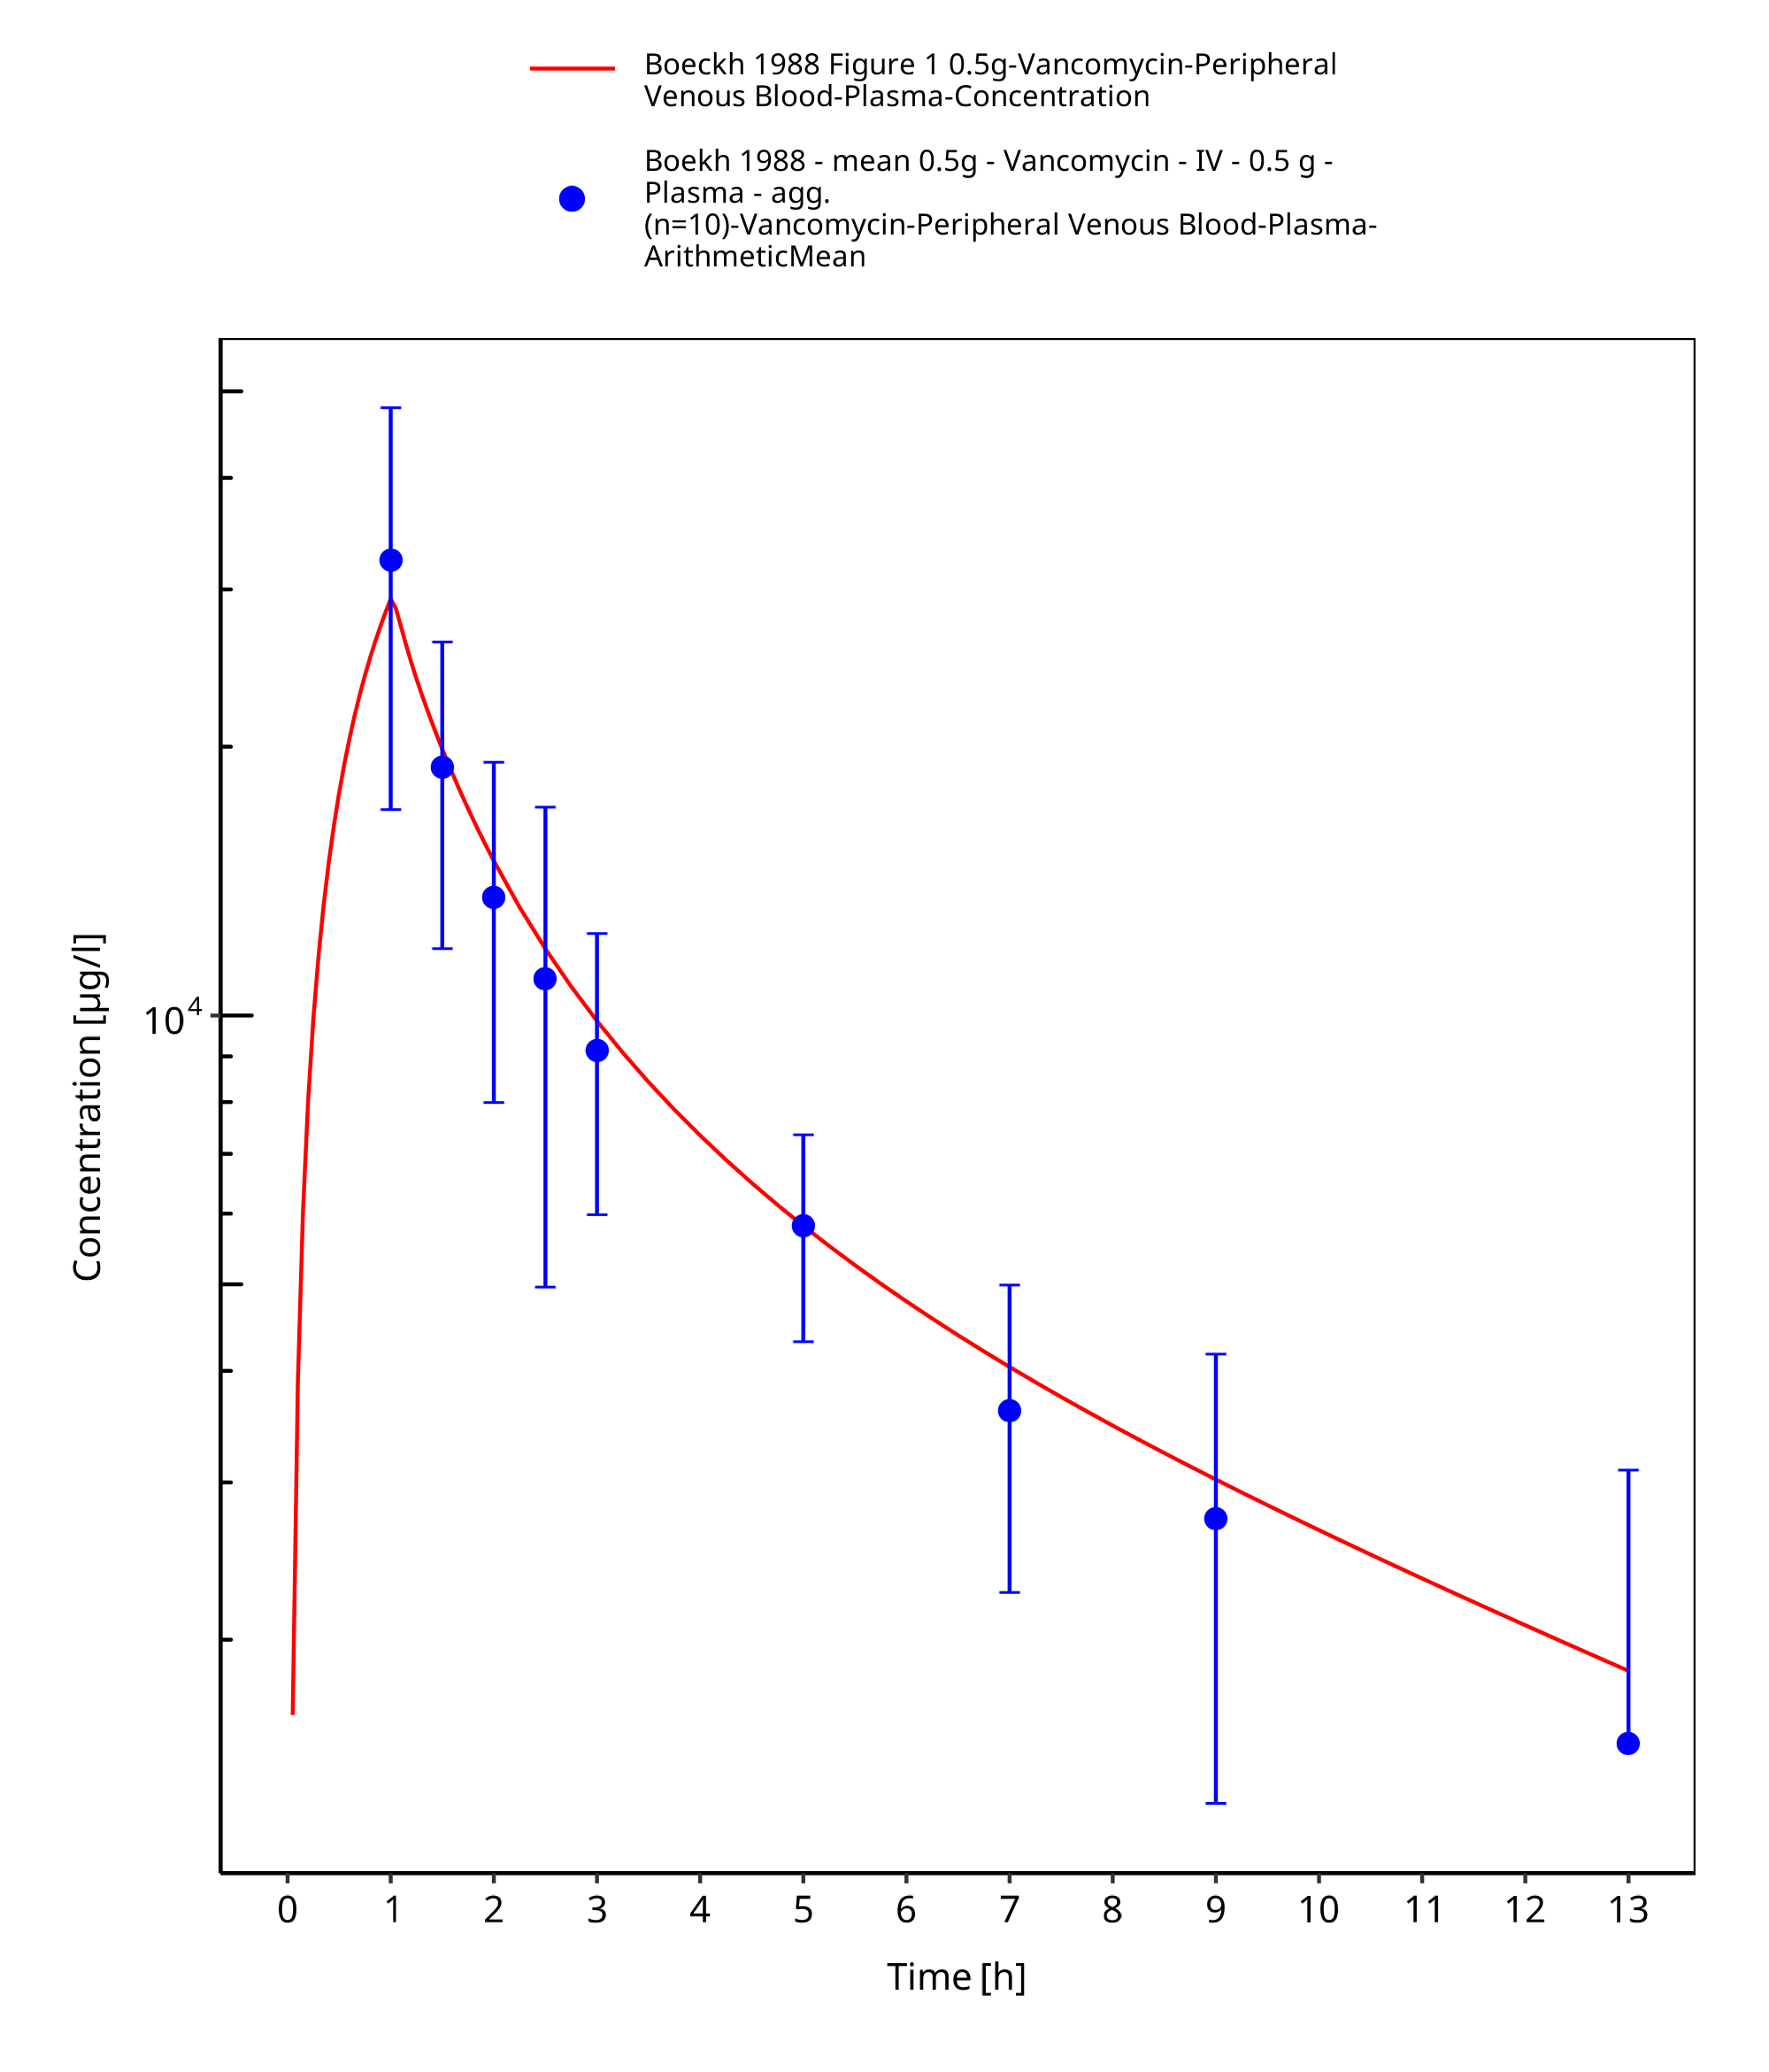 Boeckh 1988 Figure 1 0.5g-Vancomycin-Peripheral
Venous Blood-Plasma-Concentration
Boekh 1988 - mean 0.5g - Vancomycin - IV - 0.5 g -
Plasma - agg.
(n=10)-Vancomycin-Peripheral Venous Blood-Plasma-
ArithmeticMean
Concentration [µg/l]
10⁴
0 1 2 3 4 5 6 7 8 9 10 11 12 13
Time [h]